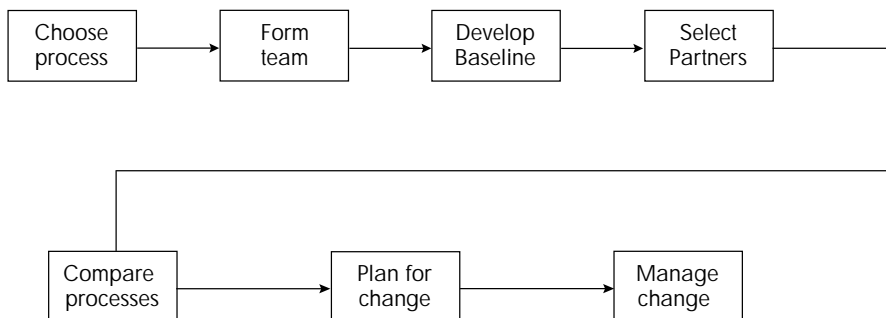 Choose
process
Form
team
Develop
Baseline
Select
Partners
Compare
processes
Plan for
change
Manage
change